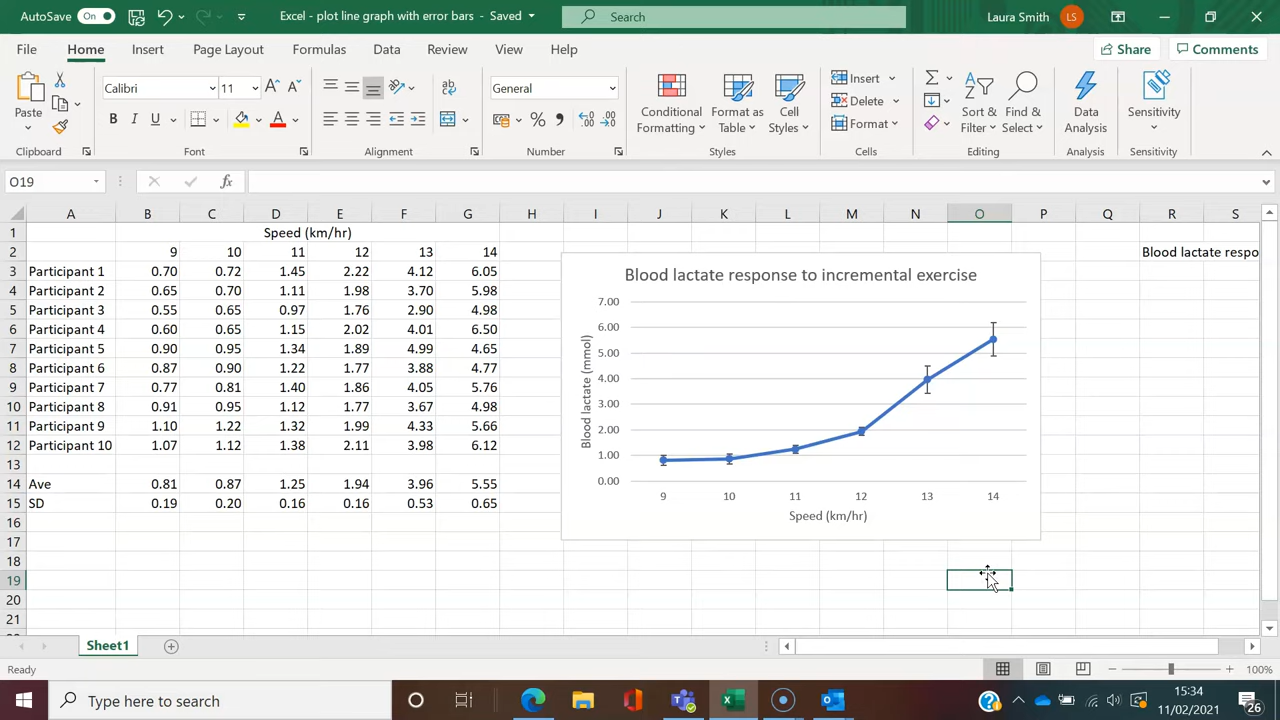 AutoSave On Excel - plot line graph with error bars - Saved Search Laura Smith LS
File Home Insert Page Layout Formulas Data Review View Help Share Comments
Calibri 11 General Insert Σ
Paste Conditional Format as Cell Delete Sort & Find & Data Sensitivity
B I U A % 9 Formatting Table Styles Format Filter Select Analysis
Clipboard Font Alignment Number Styles Cells Editing Analysis Sensitivity
O19 fx
A B C D E F G H I J K L M N O P Q R S
1 Speed (km/hr)
2 9 10 11 12 13 14 Blood lactate respo
3 Participant 1 0.70 0.72 1.45 2.22 4.12 6.05
4 Participant 2 0.65 0.70 1.11 1.98 3.70 5.98
5 Participant 3 0.55 0.65 0.97 1.76 2.90 4.98
6 Participant 4 0.60 0.65 1.15 2.02 4.01 6.50
7 Participant 5 0.90 0.95 1.34 1.89 4.99 4.65
8 Participant 6 0.87 0.90 1.22 1.77 3.88 4.77
9 Participant 7 0.77 0.81 1.40 1.86 4.05 5.76
10 Participant 8 0.91 0.95 1.12 1.77 3.67 4.98
11 Participant 9 1.10 1.22 1.32 1.99 4.33 5.66
12 Participant 10 1.07 1.12 1.38 2.11 3.98 6.12
13
14 Ave 0.81 0.87 1.25 1.94 3.96 5.55
15 SD 0.19 0.20 0.16 0.16 0.53 0.65
16
17
18
19
20
21
Blood lactate response to incremental exercise
7.00
6.00
5.00
4.00
3.00
2.00
1.00
0.00
Blood lactate (mmol)
9 10 11 12 13 14
Speed (km/hr)
Sheet1
Ready 100%
Type here to search 15:34
11/02/2021 26